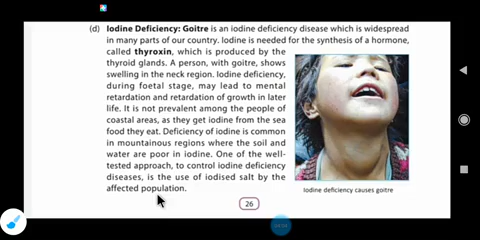 (d) Iodine Deficiency: Goitre is an iodine deficiency disease which is widespread
in many parts of our country. Iodine is needed for the synthesis of a hormone,
called thyroxin, which is produced by the
thyroid glands. A person, with goitre, shows
swelling in the neck region. Iodine deficiency,
during foetal stage, may lead to mental
retardation and retardation of growth in later
life. It is not prevalent among the people of
coastal areas, as they get iodine from the sea
food they eat. Deficiency of iodine is common
in mountainous regions where the soil and
water are poor in iodine. One of the well-
tested approach, to control iodine deficiency
diseases, is the use of iodised salt by the
affected population.
Iodine deficiency causes goitre
26